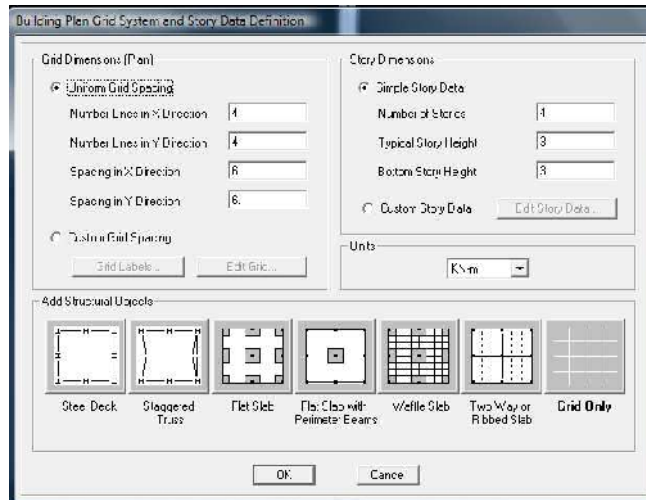 Building Plan Grid System and Story Data Definition
Grid Dimensions (Plan)
Uniform Grid Spacing
Number Lines in X Direction 4
Number Lines in Y Direction 4
Spacing in X Direction 6.
Spacing in Y Direction 6.
Custom Grid Spacing
Grid Labels... Edit Grid...
Story Dimensions
Simple Story Data
Number of Stories 4
Typical Story Height 3
Bottom Story Height 3
Custom Story Data Edit Story Data...
Units
KN-m
Add Structural Objects
Steel Deck
Staggered
Truss
Flat Slab
Flat Slab with
Perimeter Beams
Waffle Slab
Two Way or
Ribbed Slab
Grid Only
OK Cancel